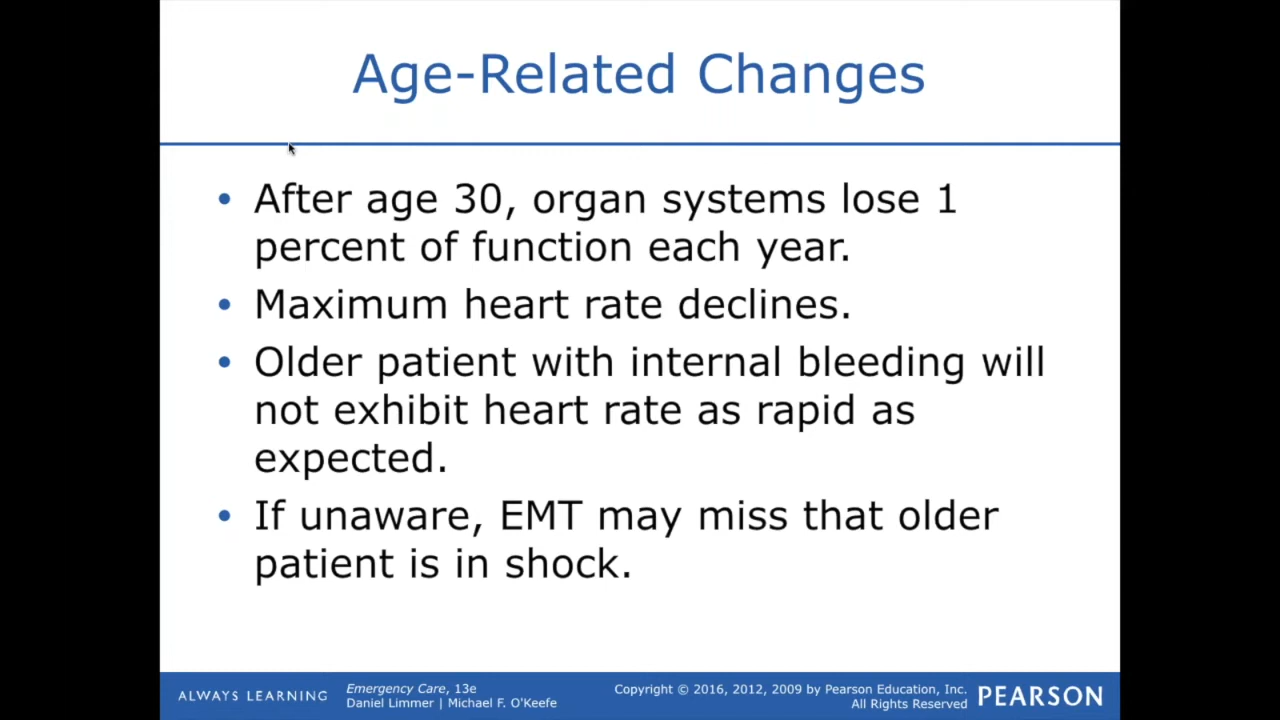 Age-Related Changes
• After age 30, organ systems lose 1
percent of function each year.
• Maximum heart rate declines.
• Older patient with internal bleeding will
not exhibit heart rate as rapid as
expected.
• If unaware, EMT may miss that older
patient is in shock.
ALWAYS LEARNING
Emergency Care, 13e
Daniel Limmer | Michael F. O'Keefe
Copyright © 2016, 2012, 2009 by Pearson Education, Inc.
All Rights Reserved
PEARSON